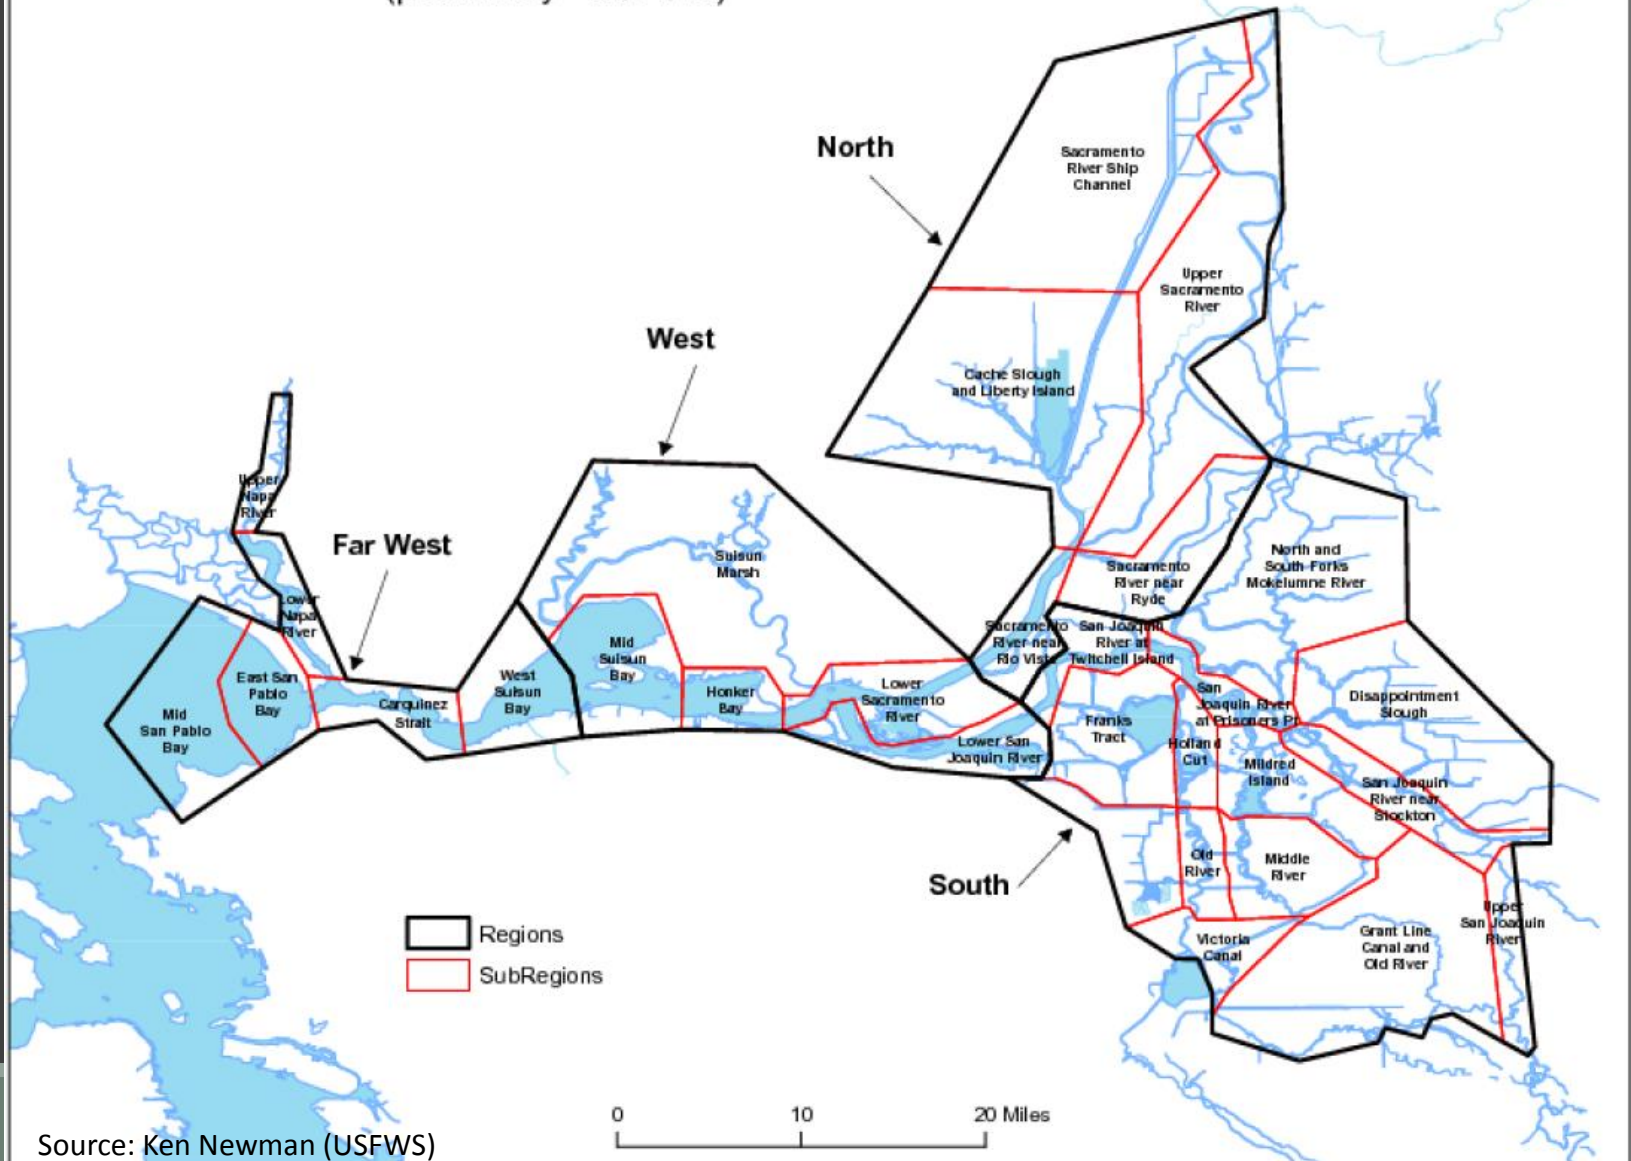 North
Sacramento
River Ship
Channel
Upper
Sacramento
River
West
Cache Slough
and Liberty Island
Upper
Napa
River
Far West
Suisun
Marsh
North and
South Forks
Mokelumne River
Sacramento
River near
Ryde
Lower
Napa
River
Sacramento
River near
Rio Vista
San Joaquin
River at
Twitchell Island
Mid
Suisun
Bay
East San
Pablo
Bay
West
Suisun
Bay
Honker
Bay
Lower
Sacramento
River
San
Joaquin River
at Prisoners Pt
Disappointment
Slough
Mid
San Pablo
Bay
Carquinez
Strait
Franks
Tract
Holland
Cut
Lower San
Joaquin River
Mildred
Island
San Joaquin
River near
Stockton
Old
River
Middle
River
South
Upper
San Joaquin
River
Victoria
Canal
Grant Line
Canal and
Old River
Regions
SubRegions
0 10 20 Miles
Source: Ken Newman (USFWS)